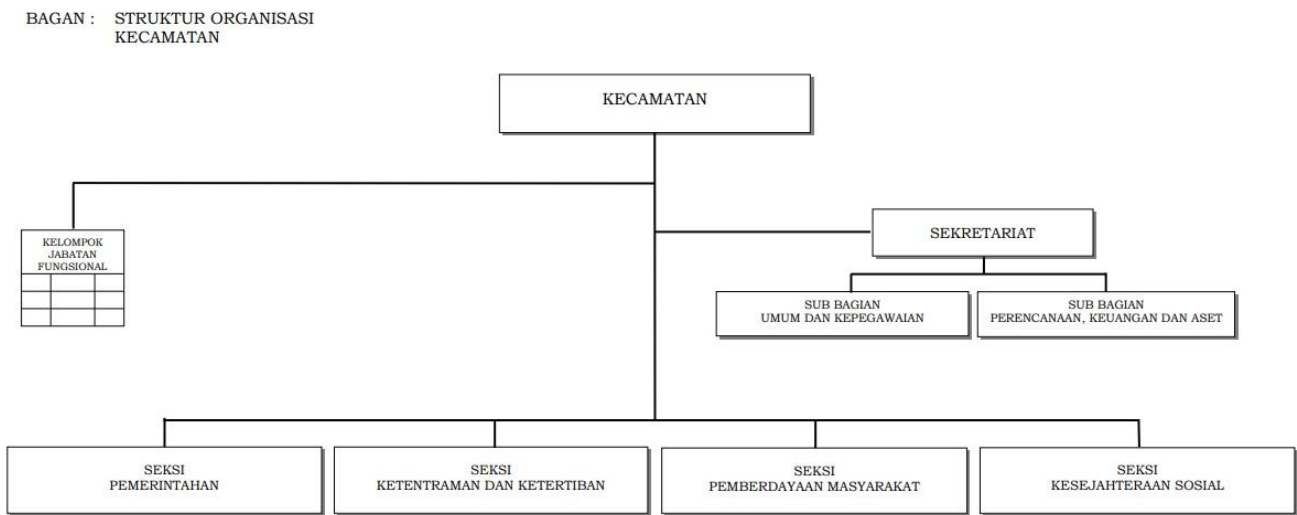 BAGAN : STRUKTUR ORGANISASI
KECAMATAN
KECAMATAN
KELOMPOK
JABATAN
FUNGSIONAL
SEKRETARIAT
SUB BAGIAN
UMUM DAN KEPEGAWAIAN
SUB BAGIAN
PERENCANAAN, KEUANGAN DAN ASET
SEKSI
PEMERINTAHAN
SEKSI
KETENTRAMAN DAN KETERTIBAN
SEKSI
PEMBERDAYAAN MASYARAKAT
SEKSI
KESEJAHTERAAN SOSIAL